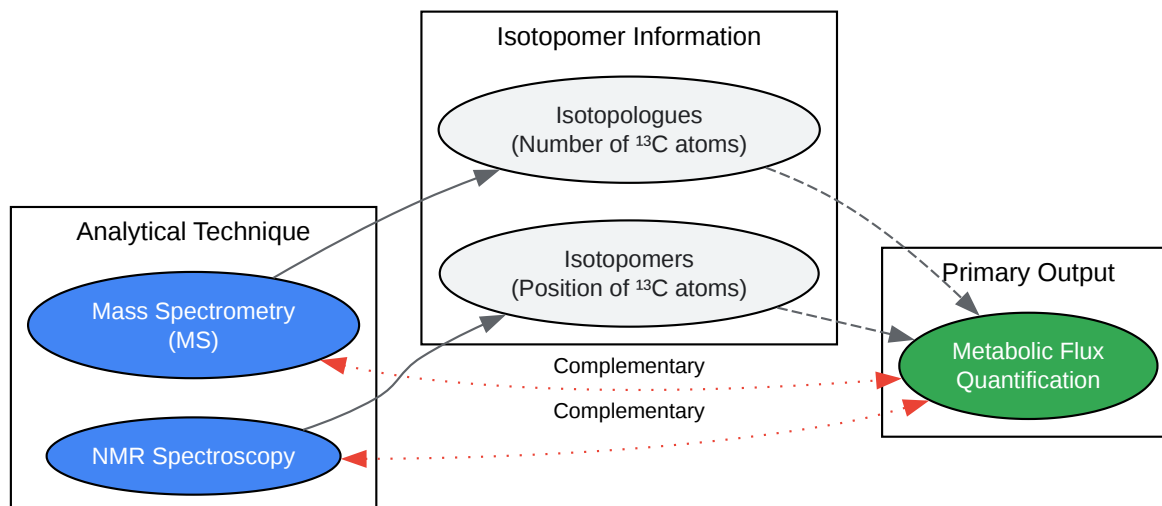 Isotopomer Information
Isotopologues
(Number of ¹³C atoms)
Isotopomers
(Position of ¹³C atoms)
Analytical Technique
Mass Spectrometry
(MS)
NMR Spectroscopy
Complementary
Complementary
Primary Output
Metabolic Flux
Quantification